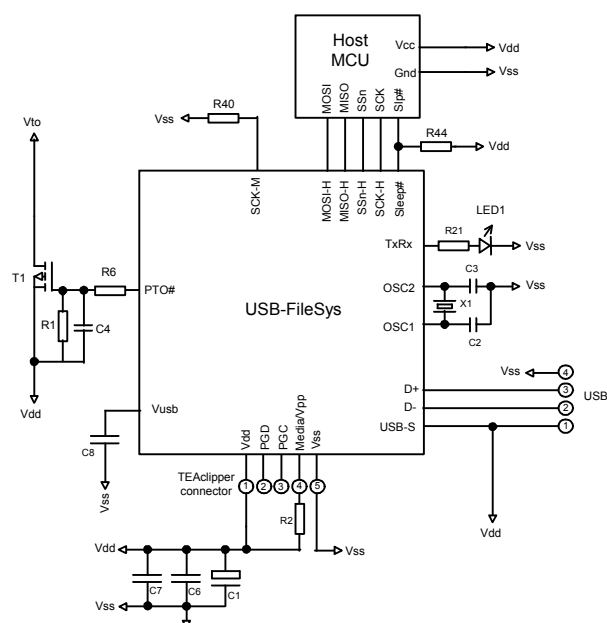 Host
MCU
Vcc
Gnd
Vdd
Vss
MOSI
MISO
SSn
SCK
Slp#
R40
Vss
R44
Vdd
Vto
SCK-M
MOSI-H
MISO-H
SSn-H
SCK-H
Sleep#
LED1
TxRx
R21
Vss
T1
R6
PTO#
USB-FileSys
OSC2
C3
Vss
X1
R1
C4
OSC1
C2
Vss
4
D+
3
USB
D-
2
USB-S
1
Vdd
Vusb
C8
Vss
Vdd
PGD
PGC
Media/Vpp
Vss
TEAclipper
connector
1
2
3
4
5
R2
Vdd
Vdd
Vss
C7
C6
C1
Vss